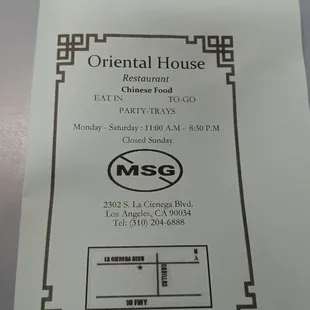 Oriental House
Restaurant
Chinese Food
EAT IN TO-GO
PARTY-TRAYS
Monday - Saturday : 11:00 A.M - 8:30 P.M
Closed Sunday
MSG
2302 S. La Cienega Blvd.
Los Angeles, CA 90034
Tel: (310) 204-6888
LA CIENEGA BLVD
10 FWY